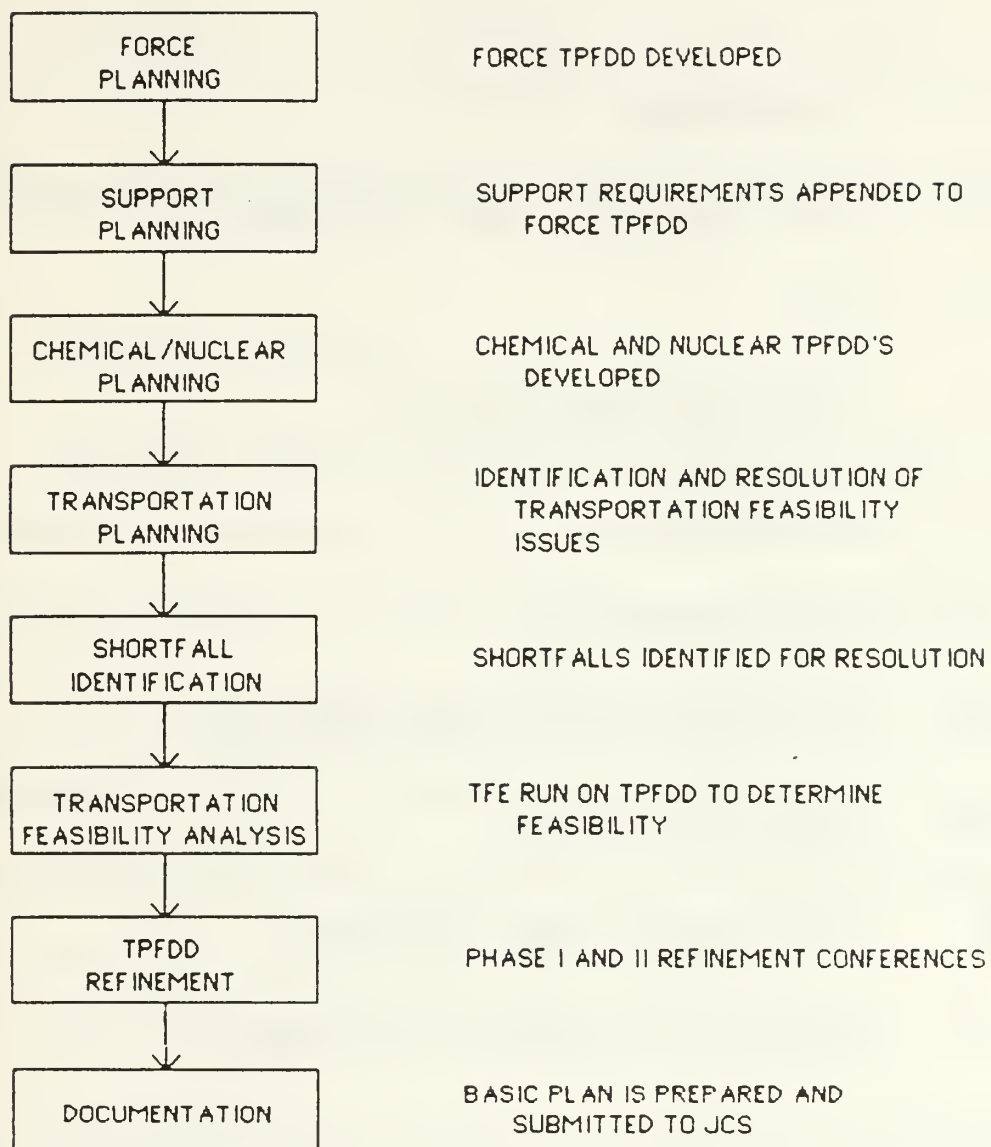 FORCE
PLANNING
FORCE TPFDD DEVELOPED
SUPPORT
PLANNING
SUPPORT REQUIREMENTS APPENDED TO
FORCE TPFDD
CHEMICAL/NUCLEAR
PLANNING
CHEMICAL AND NUCLEAR TPFDD'S
DEVELOPED
TRANSPORTATION
PLANNING
IDENTIFICATION AND RESOLUTION OF
TRANSPORTATION FEASIBILITY
ISSUES
SHORTFALL
IDENTIFICATION
SHORTFALLS IDENTIFIED FOR RESOLUTION
TRANSPORTATION
FEASIBILITY ANALYSIS
TFE RUN ON TPFDD TO DETERMINE
FEASIBILITY
TPFDD
REFINEMENT
PHASE I AND II REFINEMENT CONFERENCES
DOCUMENTATION
BASIC PLAN IS PREPARED AND
SUBMITTED TO JCS